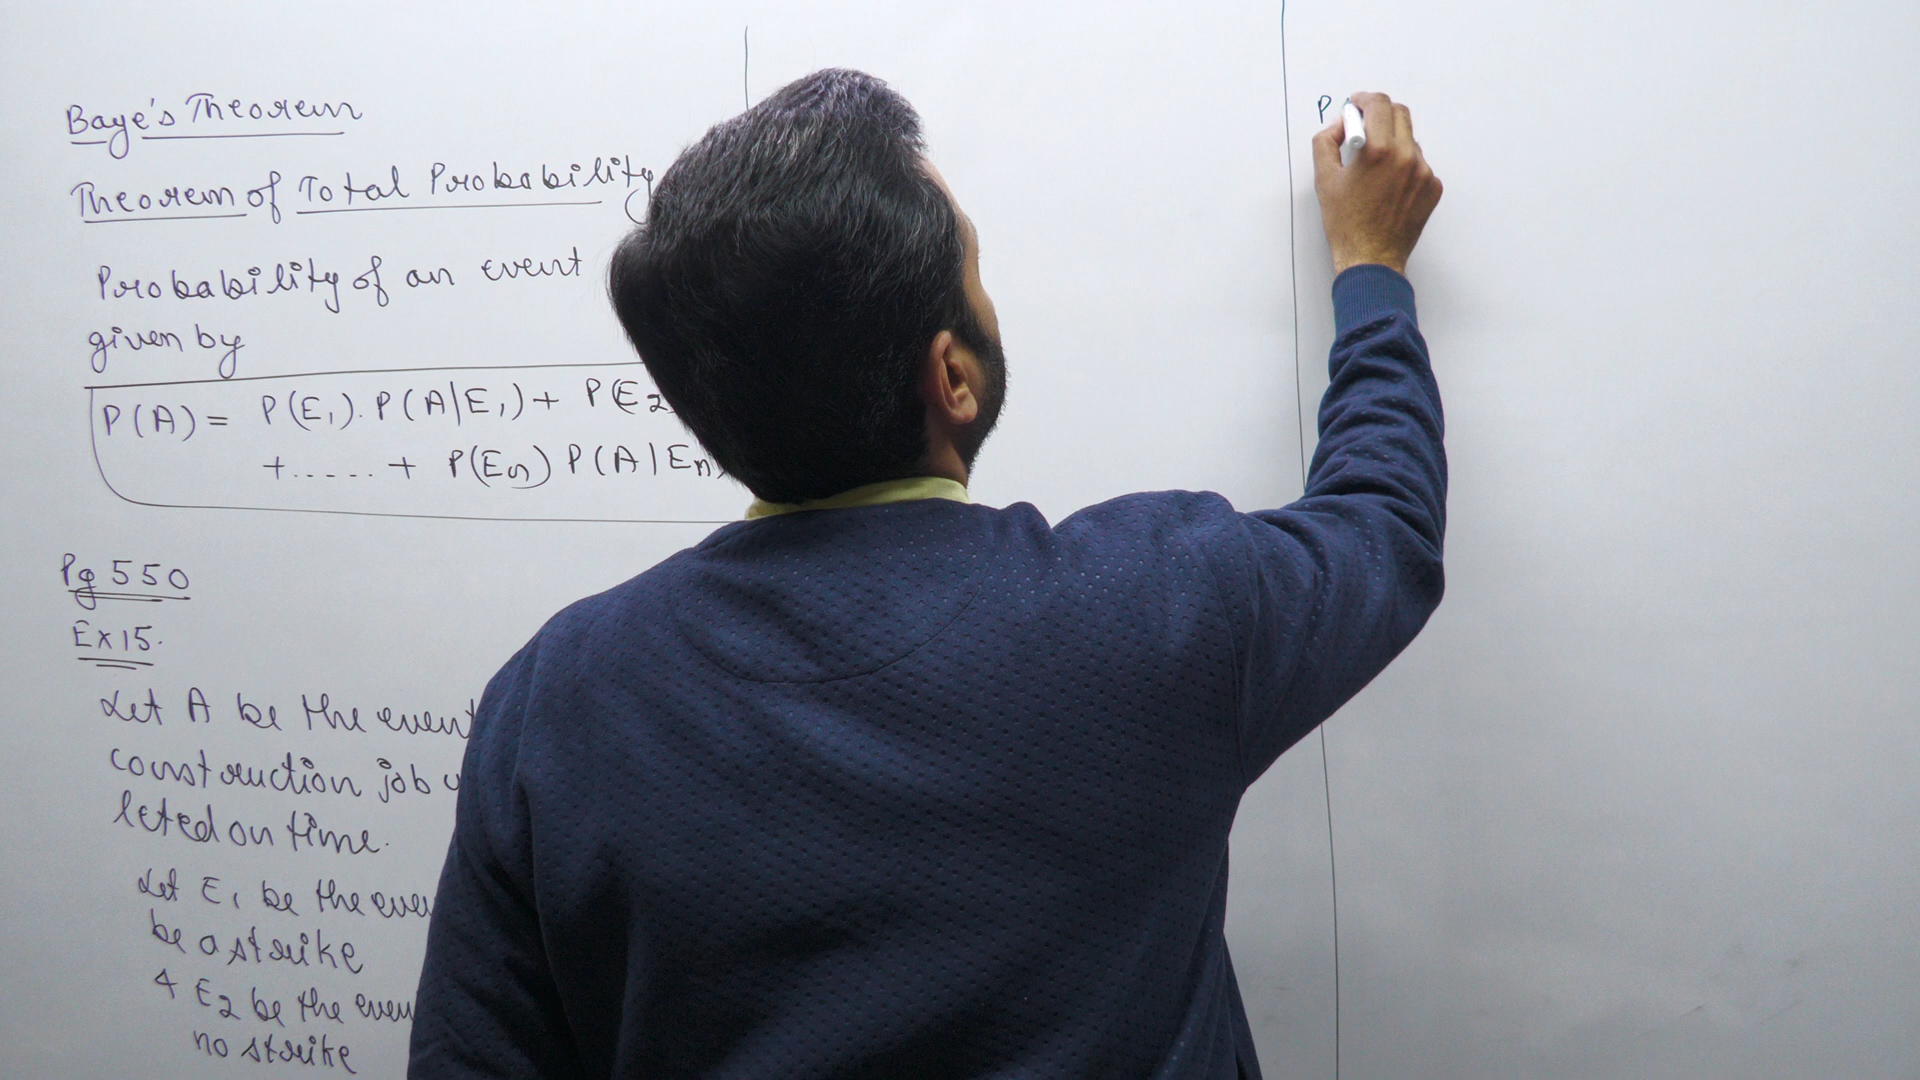 Baye's Theorem
Theorem of Total Probability
Probability of an event
given by
P(A) = P(E₁). P(A|E₁) + P(E₂)
+ ..... + P(Eₙ) P(A|Eₙ)
Pg 550
Ex 15.
Let A be the event
construction job
leted on time.
Let E₁ be the even
be a strike
& E₂ be the even
no strike
P